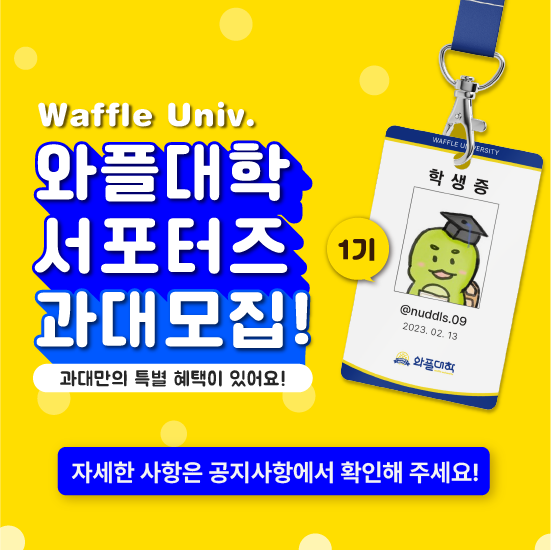 Waffle Univ.
와플대학
서포터즈
과대모집!
과대만의 특별 혜택이 있어요!
1기
WAFFLE UNIVERSITY
학생증
@nuddls.09
2023. 02. 13
와플대학
자세한 사항은 공지사항에서 확인해 주세요!